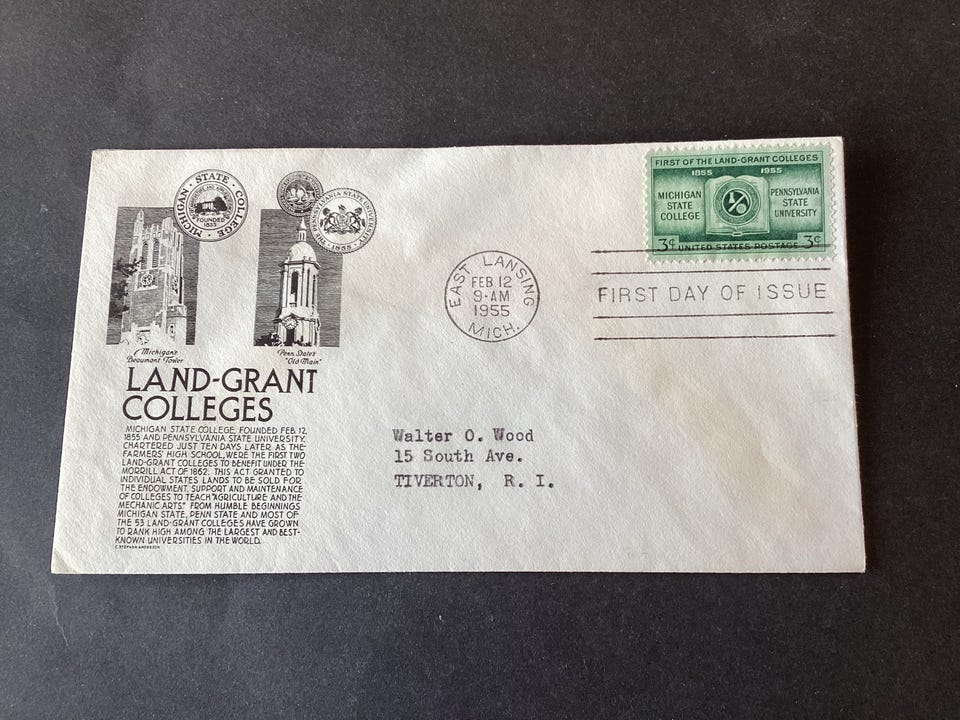 MICHIGAN · STATE · COLLEGE ·
FOUNDED
1855
THE PENNSYLVANIA STATE UNIVERSITY
1855
Michigan's
Beaumont Tower
Penn State's
"Old Main"
LAND-GRANT
COLLEGES
MICHIGAN STATE COLLEGE, FOUNDED FEB. 12,
1855 AND PENNSYLVANIA STATE UNIVERSITY,
CHARTERED JUST TEN DAYS LATER AS THE
FARMERS' HIGH SCHOOL, WERE THE FIRST TWO
LAND-GRANT COLLEGES TO BENEFIT UNDER THE
MORRILL ACT OF 1862. THIS ACT GRANTED TO
INDIVIDUAL STATES LANDS TO BE SOLD FOR
THE ENDOWMENT, SUPPORT AND MAINTENANCE
OF COLLEGES TO TEACH "AGRICULTURE AND THE
MECHANIC ARTS." FROM HUMBLE BEGINNINGS
MICHIGAN STATE, PENN STATE AND MOST OF
THE 53 LAND-GRANT COLLEGES HAVE GROWN
TO RANK HIGH AMONG THE LARGEST AND BEST-
KNOWN UNIVERSITIES IN THE WORLD.
C. STEPHEN ANDERSON
EAST LANSING
FEB 12
9-AM
1955
MICH.
FIRST OF THE LAND-GRANT COLLEGES
1855 1955
MICHIGAN
STATE
COLLEGE
PENNSYLVANIA
STATE
UNIVERSITY
3¢ UNITED STATES POSTAGE 3¢
FIRST DAY OF ISSUE
Walter O. Wood
15 South Ave.
TIVERTON, R. I.